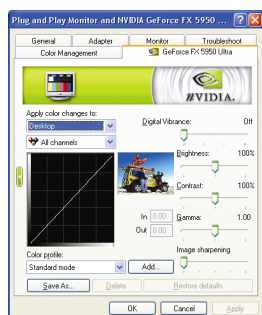 Plug and Play Monitor and NVIDIA GeForce FX 5950 ...
General Adapter Monitor Troubleshoot
Color Management GeForce FX 5950 Ultra
NVIDIA.
Apply color changes to:
Desktop
All channels
Digital Vibrance: Off
Brightness: 100%
Contrast: 100%
In 0.00 Gamma: 1.00
Out 0.00
Color profile:
Standard mode
Add...
Image sharpening
Save As... Delete Restore defaults
OK Cancel Apply